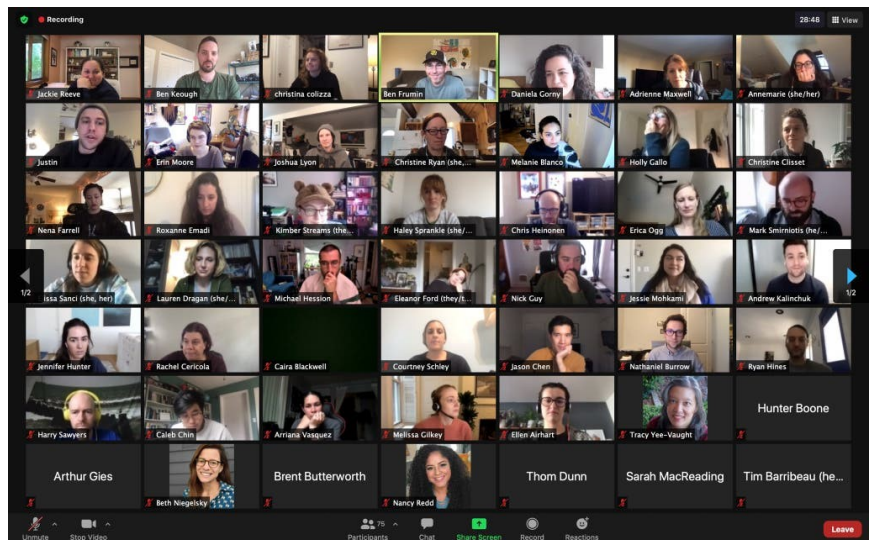 Recording
28:48 View
Jackie Reeve
Ben Keough
christina colizza
Ben Frumin
Daniela Gorny
Adrienne Maxwell
Annemarie (she/her)
Justin
Erin Moore
Joshua Lyon
Christine Ryan (she,...
Melanie Blanco
Holly Gallo
Christine Clisset
Nena Farrell
Roxanne Emadi
Kimber Streams (the...
Haley Sprankle (she/...
Chris Heinonen
Erica Ogg
Mark Smirniotis (he/...
1/2
issa Sanci (she, her)
Lauren Dragan (she/...
Michael Hession
Eleanor Ford (they/t...
Nick Guy
Jessie Mohkami
Andrew Kalinchuk
1/2
Jennifer Hunter
Rachel Cericola
Caira Blackwell
Courtney Schley
Jason Chen
Nathaniel Burrow
Ryan Hines
Harry Sawyers
Caleb Chin
Arriana Vasquez
Melissa Gilkey
Ellen Airhart
Tracy Yee-Vaught
Hunter Boone
Arthur Gies
Beth Niegelsky
Brent Butterworth
Nancy Redd
Thom Dunn
Sarah MacReading
Tim Barribeau (he...
Unmute
Stop Video
75
Participants
Chat
Share Screen
Record
Reactions
Leave